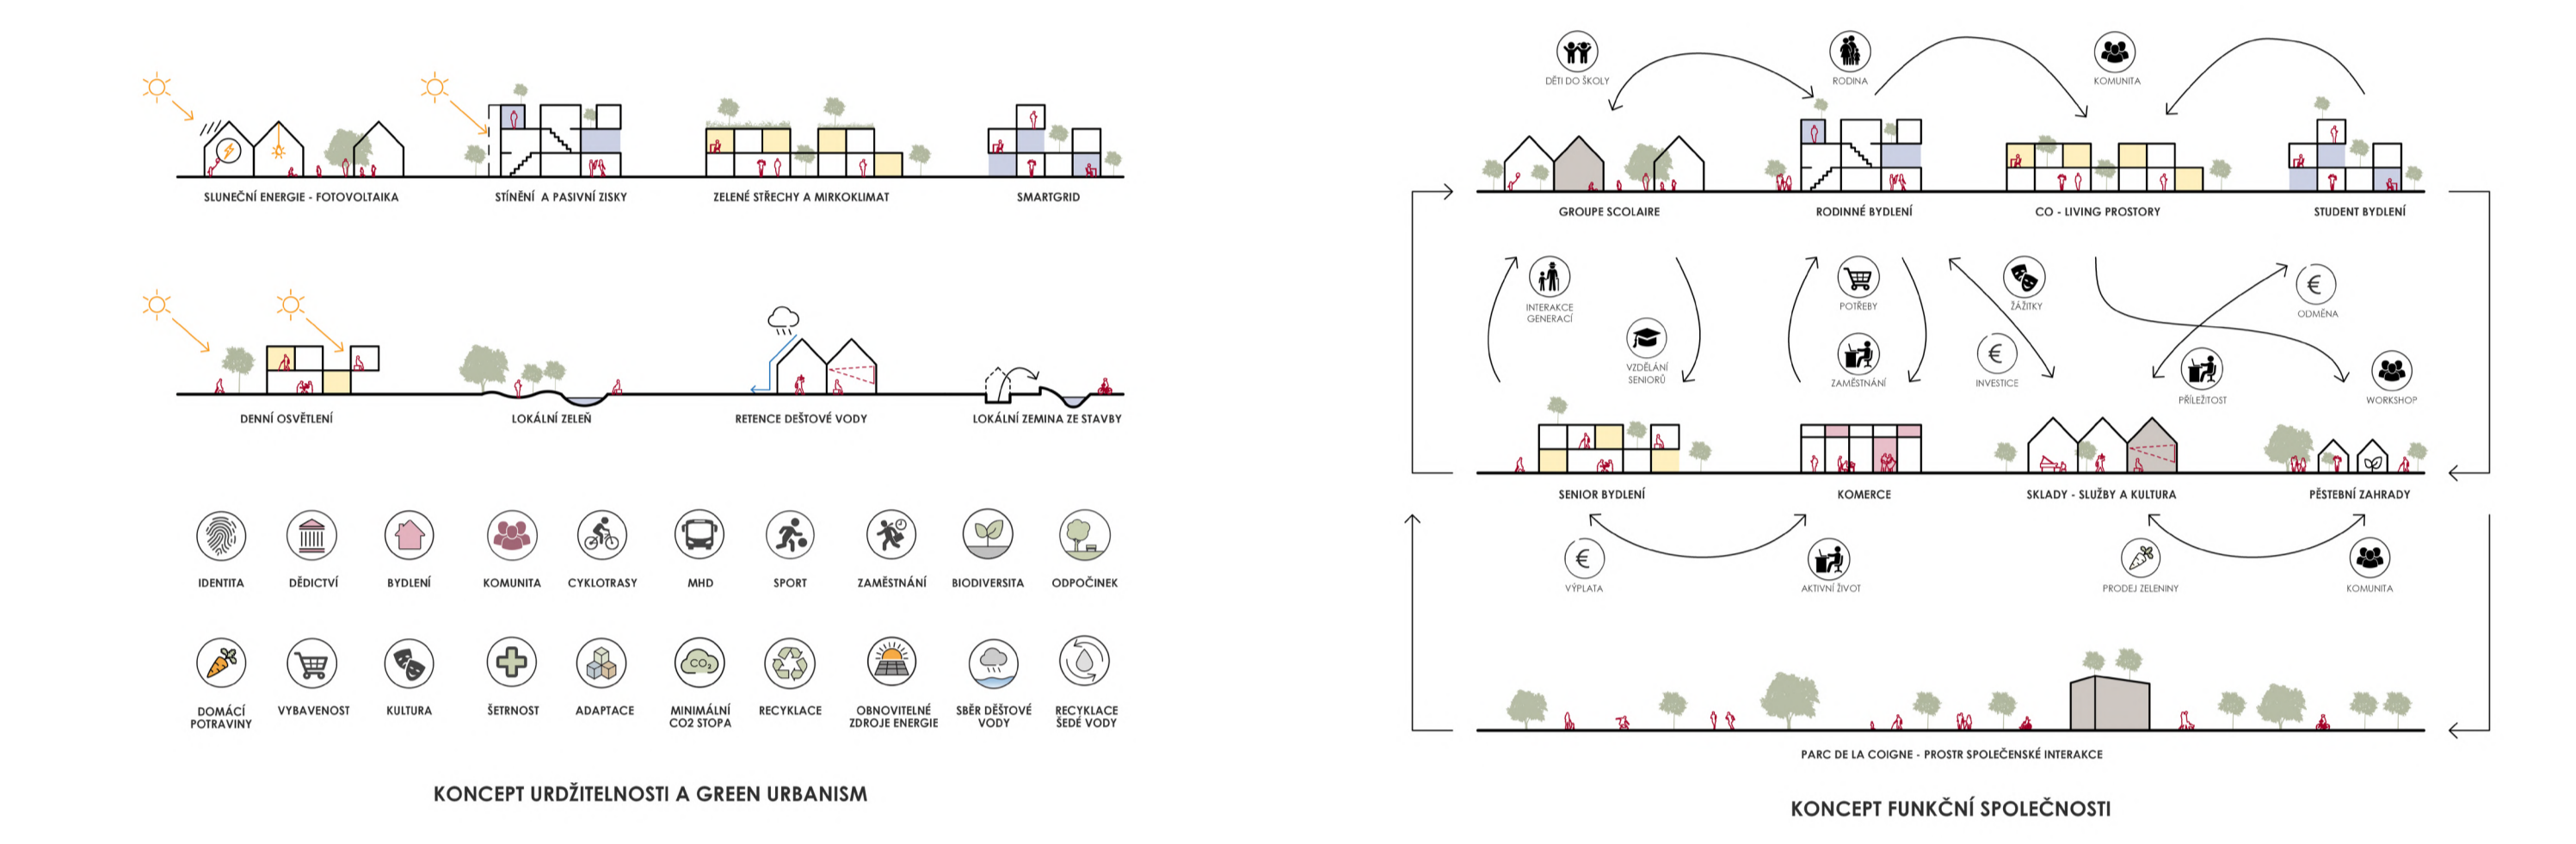 SLUNEČNÍ ENERGIE - FOTOVOLTAIKA
STÍNĚNÍ A PASIVNÍ ZISKY
ZELENÉ STŘECHY A MIRKOKLIMAT
SMARTGRID
DENNÍ OSVĚTLENÍ
LOKÁLNÍ ZELEŇ
RETENCE DEŠTOVÉ VODY
LOKÁLNÍ ZEMINA ZE STAVBY
IDENTITA
DĚDICTVÍ
BYDLENÍ
KOMUNITA
CYKLOTRASY
MHD
SPORT
ZAMĚSTNÁNÍ
BIODIVERSITA
ODPOČINEK
CO₂
DOMÁCÍ
POTRAVINY
VYBAVENOST
KULTURA
ŠETRNOST
ADAPTACE
MINIMÁLNÍ
CO2 STOPA
RECYKLACE
OBNOVITELNÉ
ZDROJE ENERGIE
SBĚR DĚŠTOVÉ
VODY
RECYKLACE
ŠEDÉ VODY
KONCEPT URDŽITELNOSTI A GREEN URBANISM
DĚTI DO ŠKOLY
RODINA
KOMUNITA
GROUPE SCOLAIRE
RODINNÉ BYDLENÍ
CO - LIVING PROSTORY
STUDENT BYDLENÍ
INTERAKCE
GENERACÍ
VZDĚLÁNÍ
SENIORŮ
POTŘEBY
ZAMĚSTNÁNÍ
ŽÁŽITKY
€
INVESTICE
€
ODMĚNA
PŘÍLEŽITOST
WORKSHOP
SENIOR BYDLENÍ
KOMERCE
SKLADY - SLUŽBY A KULTURA
PĚSTEBNÍ ZAHRADY
€
VÝPLATA
AKTIVNÍ ŽIVOT
PRODEJ ZELENINY
KOMUNITA
PARC DE LA COIGNE - PROSTR SPOLEČENSKÉ INTERAKCE
KONCEPT FUNKČNÍ SPOLEČNOSTI